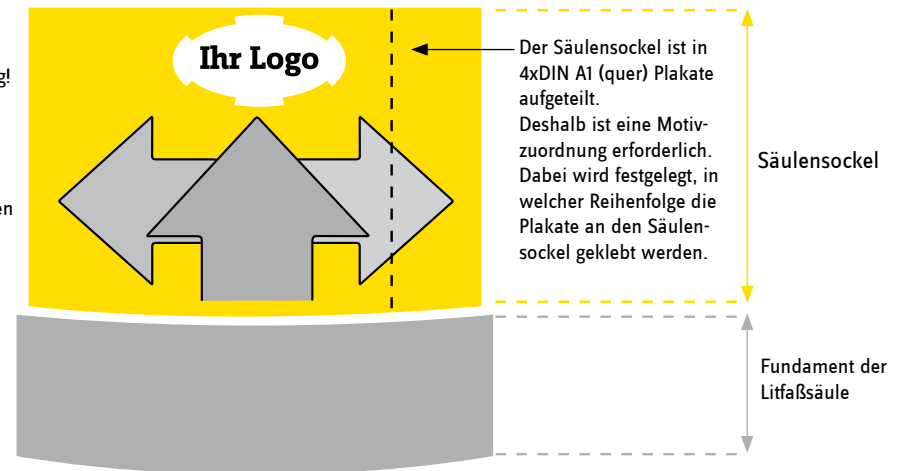 Ihr Logo
g!
en
Der Säulensockel ist in
4xDIN A1 (quer) Plakate
aufgeteilt.
Deshalb ist eine Motiv-
zuordnung erforderlich.
Dabei wird festgelegt, in
welcher Reihenfolge die
Plakate an den Säulen-
sockel geklebt werden.
Säulensockel
Fundament der
Litfaßsäule